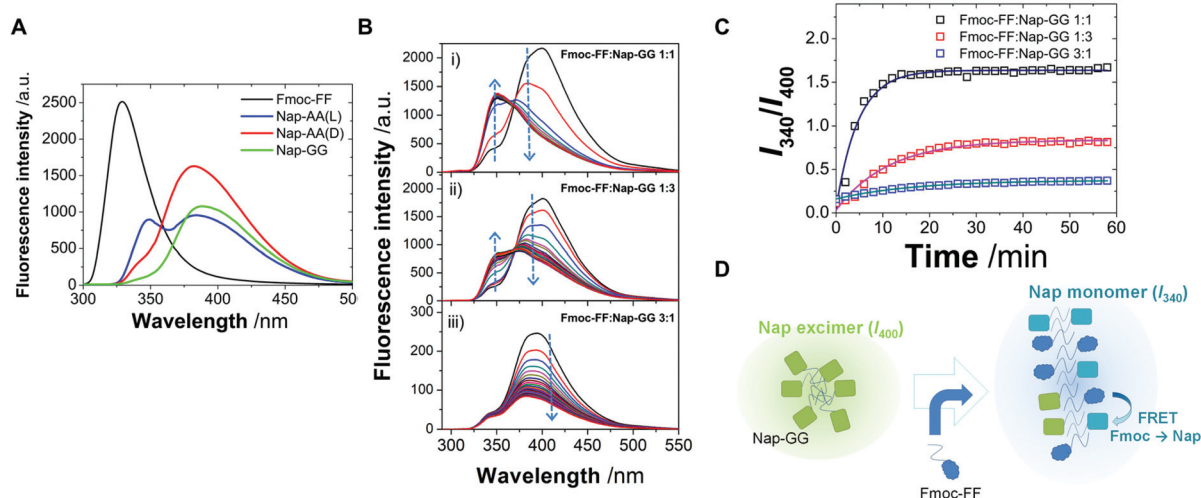 A
Fluorescence intensity /a.u.
2500
2000
1500
1000
500
0
300 350 400 450 500
Wavelength /nm
Fmoc-FF
Nap-AA(L)
Nap-AA(D)
Nap-GG
B
Fluorescence intensity /a.u.
i)
Fmoc-FF:Nap-GG 1:1
2000
1500
1000
500
0
ii)
Fmoc-FF:Nap-GG 1:3
2000
1500
1000
500
0
iii)
Fmoc-FF:Nap-GG 3:1
300
200
100
0
300 350 400 450 500 550
Wavelength /nm
C
I340/I400
2.0
1.5
1.0
0.5
0.0
Fmoc-FF:Nap-GG 1:1
Fmoc-FF:Nap-GG 1:3
Fmoc-FF:Nap-GG 3:1
0 10 20 30 40 50 60
Time /min
D
Nap excimer (I400)
Nap-GG
Fmoc-FF
Nap monomer (I340)
FRET
Fmoc → Nap